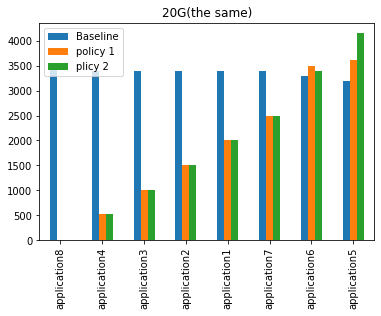 20G(the same)
Baseline
policy 1
plicy 2
4000
3500
3000
2500
2000
1500
1000
500
0
application8
application4
application3
application2
application1
application7
application6
application5